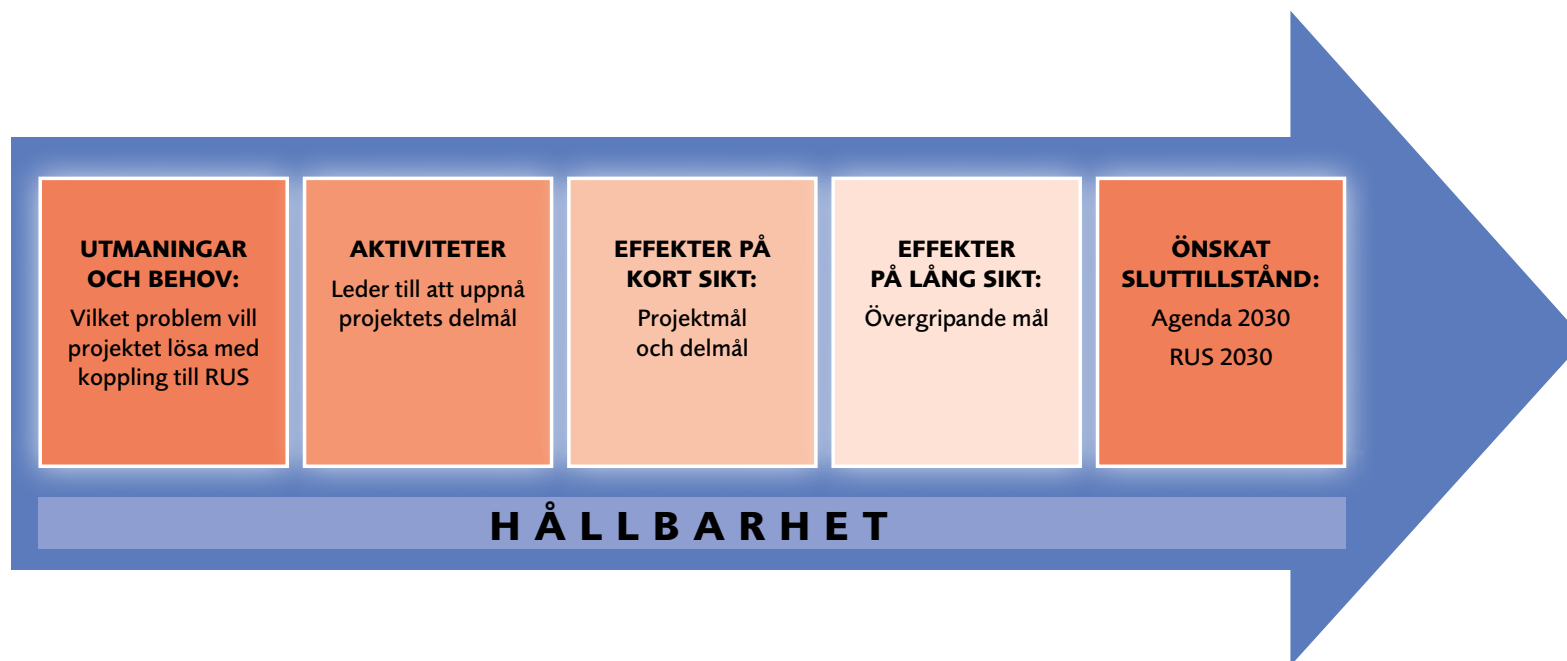 UTMANINGAR
OCH BEHOV:
Vilket problem vill
projektet lösa med
koppling till RUS
AKTIVITETER
Leder till att uppnå
projektets delmål
EFFEKTER PÅ
KORT SIKT:
Projektmål
och delmål
EFFEKTER
PÅ LÅNG SIKT:
Övergripande mål
ÖNSKAT
SLUTTILLSTÅND:
Agenda 2030
RUS 2030
HÅLLBARHET